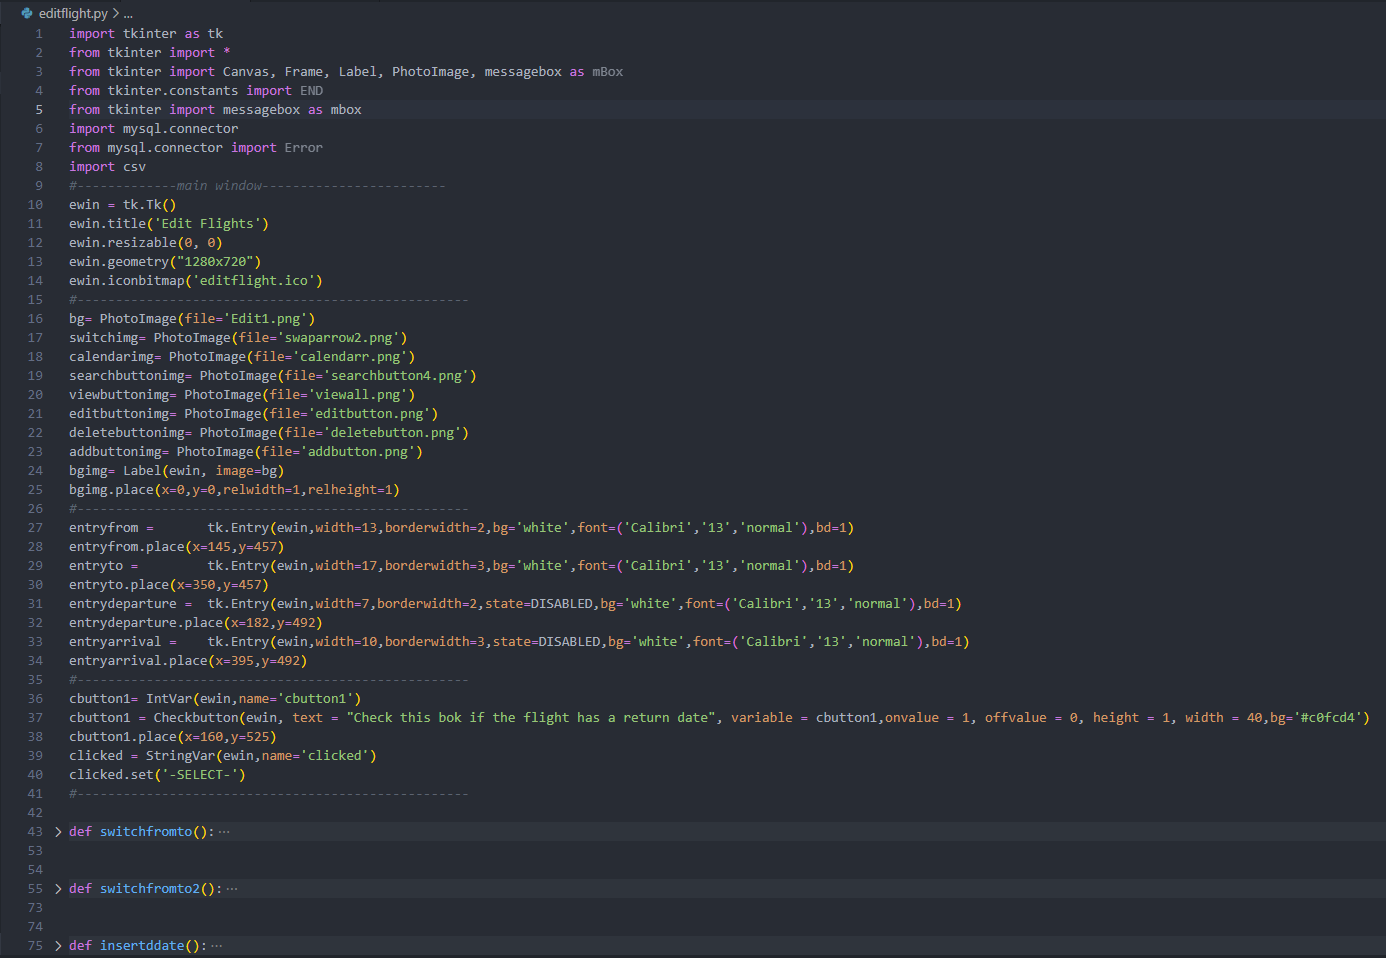 editflight.py > ...
1 import tkinter as tk
2 from tkinter import *
3 from tkinter import Canvas, Frame, Label, PhotoImage, messagebox as mBox
4 from tkinter.constants import END
5 from tkinter import messagebox as mbox
6 import mysql.connector
7 from mysql.connector import Error
8 import csv
9 #-------------main window------------------------
10 ewin = tk.Tk()
11 ewin.title('Edit Flights')
12 ewin.resizable(0, 0)
13 ewin.geometry("1280x720")
14 ewin.iconbitmap('editflight.ico')
15 #---------------------------------------------------
16 bg= PhotoImage(file='Edit1.png')
17 switchimg= PhotoImage(file='swaparrow2.png')
18 calendarimg= PhotoImage(file='calendarr.png')
19 searchbuttonimg= PhotoImage(file='searchbutton4.png')
20 viewbuttonimg= PhotoImage(file='viewall.png')
21 editbuttonimg= PhotoImage(file='editbutton.png')
22 deletebuttonimg= PhotoImage(file='deletebutton.png')
23 addbuttonimg= PhotoImage(file='addbutton.png')
24 bgimg= Label(ewin, image=bg)
25 bgimg.place(x=0,y=0,relwidth=1,relheight=1)
26 #---------------------------------------------------
27 entryfrom =       tk.Entry(ewin,width=13,borderwidth=2,bg='white',font=('Calibri','13','normal'),bd=1)
28 entryfrom.place(x=145,y=457)
29 entryto =         tk.Entry(ewin,width=17,borderwidth=3,bg='white',font=('Calibri','13','normal'),bd=1)
30 entryto.place(x=350,y=457)
31 entrydeparture =  tk.Entry(ewin,width=7,borderwidth=2,state=DISABLED,bg='white',font=('Calibri','13','normal'),bd=1)
32 entrydeparture.place(x=182,y=492)
33 entryarrival =    tk.Entry(ewin,width=10,borderwidth=3,state=DISABLED,bg='white',font=('Calibri','13','normal'),bd=1)
34 entryarrival.place(x=395,y=492)
35 #---------------------------------------------------
36 cbutton1= IntVar(ewin,name='cbutton1')
37 cbutton1 = Checkbutton(ewin, text = "Check this bok if the flight has a return date", variable = cbutton1,onvalue = 1, offvalue = 0, height = 1, width = 40,bg='#c0fcd4')
38 cbutton1.place(x=160,y=525)
39 clicked = StringVar(ewin,name='clicked')
40 clicked.set('-SELECT-')
41 #---------------------------------------------------
42
43 > def switchfromto():···
53
54
55 > def switchfromto2():···
73
74
75 > def insertddate():···